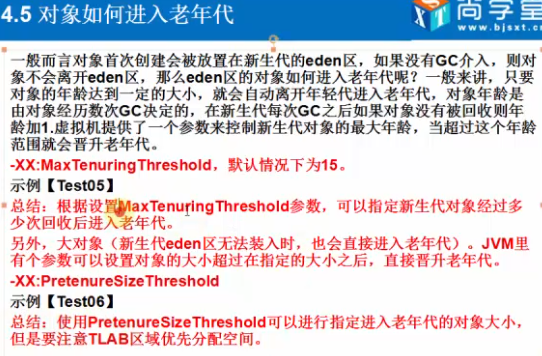 4.5 对象如何进入老年代
尚学堂
www.bjsxt.c
一般而言对象首次创建会被放置在新生代的eden区，如果没有GC介入，则对
象不会离开eden区，那么eden区的对象如何进入老年代呢？一般来讲，只要
对象的年龄达到一定的大小，就会自动离开年轻代进入老年代，对象年龄是
由对象经历数次GC决定的，在新生代每次GC之后如果对象没有被回收则年
龄加1.虚拟机提供了一个参数来控制新生代对象的最大年龄，当超过这个年龄
范围就会晋升老年代。
-XX:MaxTenuringThreshold，默认情况下为15。
示例【Test05】
总结：根据设置MaxTenuringThreshold参数，可以指定新生代对象经过多
少次回收后进入老年代。
另外，大对象（新生代eden区无法装入时，也会直接进入老年代）。JVM里
有个参数可以设置对象的大小超过在指定的大小之后，直接晋升老年代。
-XX:PretenureSizeThreshold
示例【Test06】
总结：使用PretenureSizeThreshold可以进行指定进入老年代的对象大小，
但是要注意TLAB区域优先分配空间。